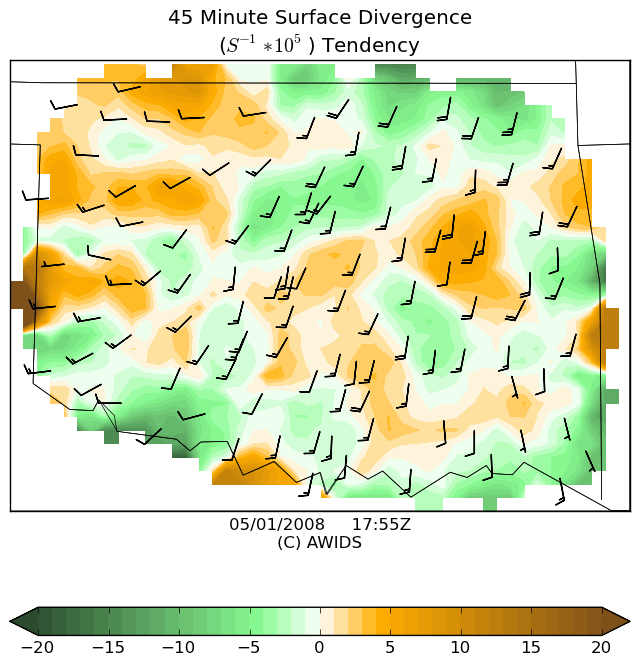 45 Minute Surface Divergence
(S⁻¹ *10⁵ ) Tendency
05/01/2008 17:55Z
(C) AWIDS
−20 −15 −10 −5 0 5 10 15 20